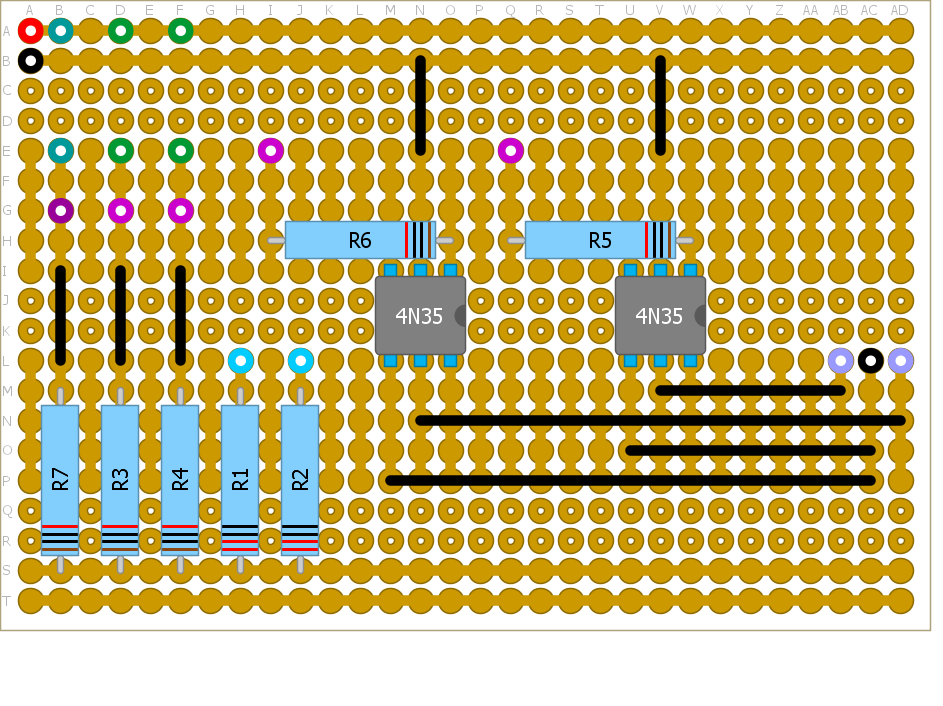 A B C D E F G H I J K L M N O P Q R S T U V W X Y Z AA AB AC AD
A
B
C
D
E
F
G
H R6 R5
I
J
K 4N35 4N35
L
M
N
O
P R7 R3 R4 R1 R2
Q
R
S
T